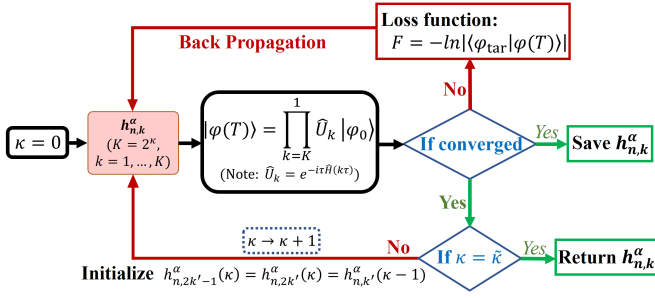 Loss function:
F = −ln|⟨φ_tar|φ(T)⟩|
Back Propagation
No
κ = 0
h^α_{n,k}
(K = 2^κ,
k = 1, …, K)
|φ(T)⟩ = ∏_{k=K}^{1} Û_k |φ_0⟩
(Note: Û_k = e^{−iτĤ(kτ)})
If converged
Yes
Save h^α_{n,k}
Yes
κ → κ + 1
No
If κ = κ̃
Yes
Return h^α_{n,k}
Initialize h^α_{n,2k′−1}(κ) = h^α_{n,2k′}(κ) = h^α_{n,k′}(κ − 1)